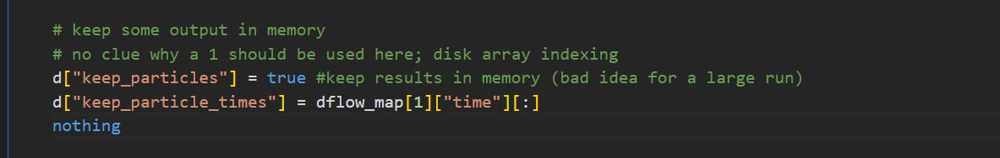 # keep some output in memory
# no clue why a 1 should be used here; disk array indexing
d["keep_particles"] = true #keep results in memory (bad idea for a large run)
d["keep_particle_times"] = dflow_map[1]["time"][:]
nothing